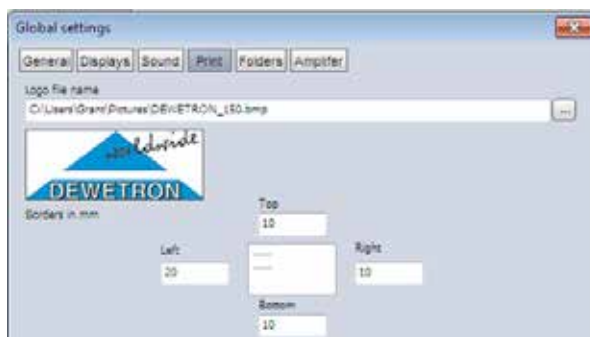 Global settings
General Displays Sound Print Folders Amplifer
Logo file name
C:\Users\Grant\Pictures\DEWETRON_150.bmp
...
worldwide
DEWETRON
Borders in mm
Top
10
Left Right
20 10
Bottom
10